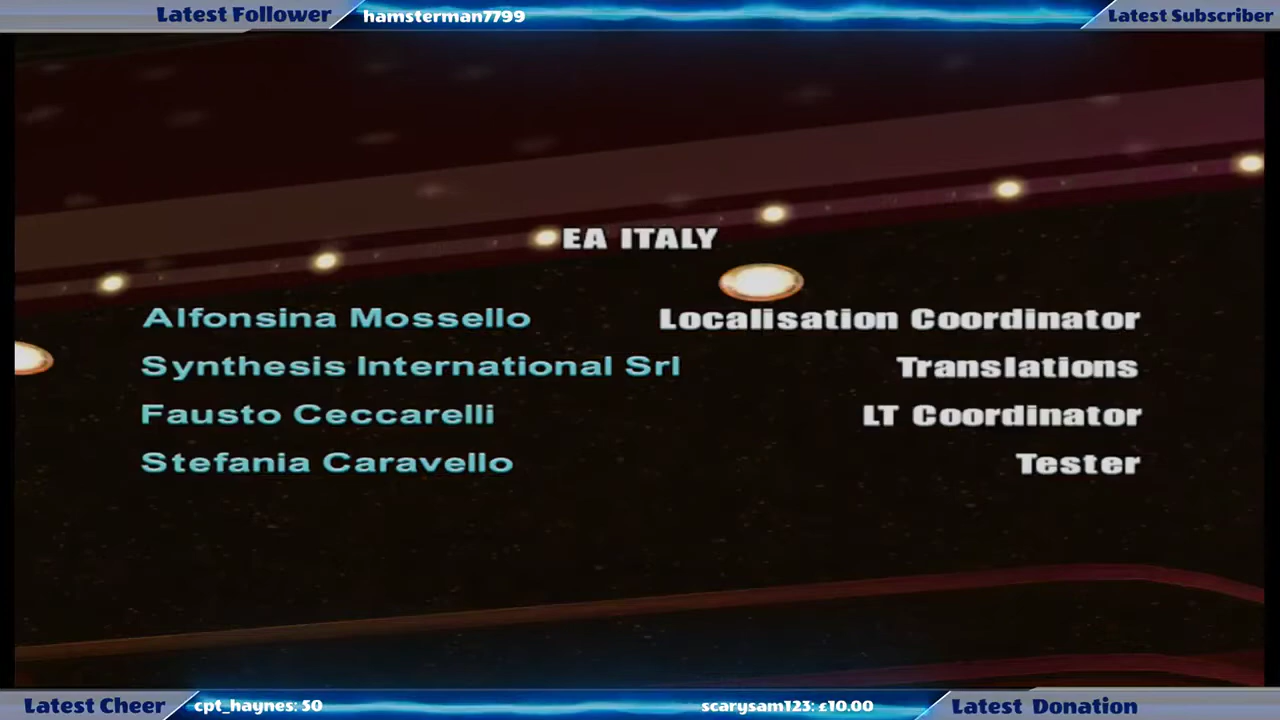 Latest Follower hamsterman7799 Latest Subscriber
EA ITALY
Alfonsina Mossello Localisation Coordinator
Synthesis International Srl Translations
Fausto Ceccarelli LT Coordinator
Stefania Caravello Tester
Latest Cheer cpt_haynes: 50 scarysam123: £10.00 Latest Donation